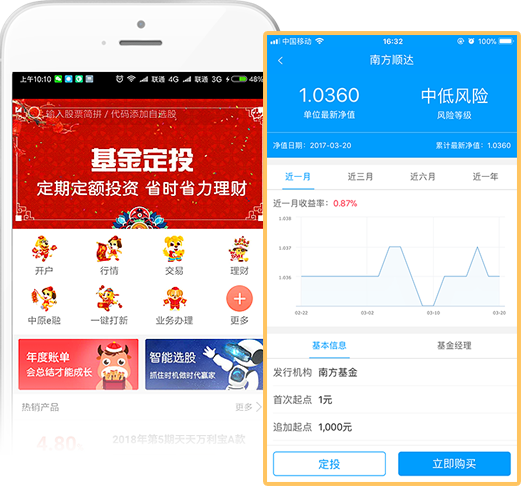 上午10:10
联通 4G
联通 3G
48%
输入股票简拼 / 代码添加自选股
基金定投
定期定额投资 省时省力理财
开户
行情
交易
理财
中原e融
一键打新
业务办理
更多
年度账单
会总结才能成长
智能选股
抓住时机做时代赢家
热销产品
更多
4.80%
2018年第5期天天万利宝A款
中国移动
16:32
100%
南方顺达
1.0360
单位最新净值
中低风险
风险等级
净值日期：2017-03-20
累计最新净值：1.0360
近一月
近三月
近六月
近一年
近一月收益率：0.87%
1.038
1.037
1.036
02-22
03-02
03-10
03-20
基本信息
基金经理
发行机构 南方基金
首次起点 1元
追加起点 1,000元
定投
立即购买